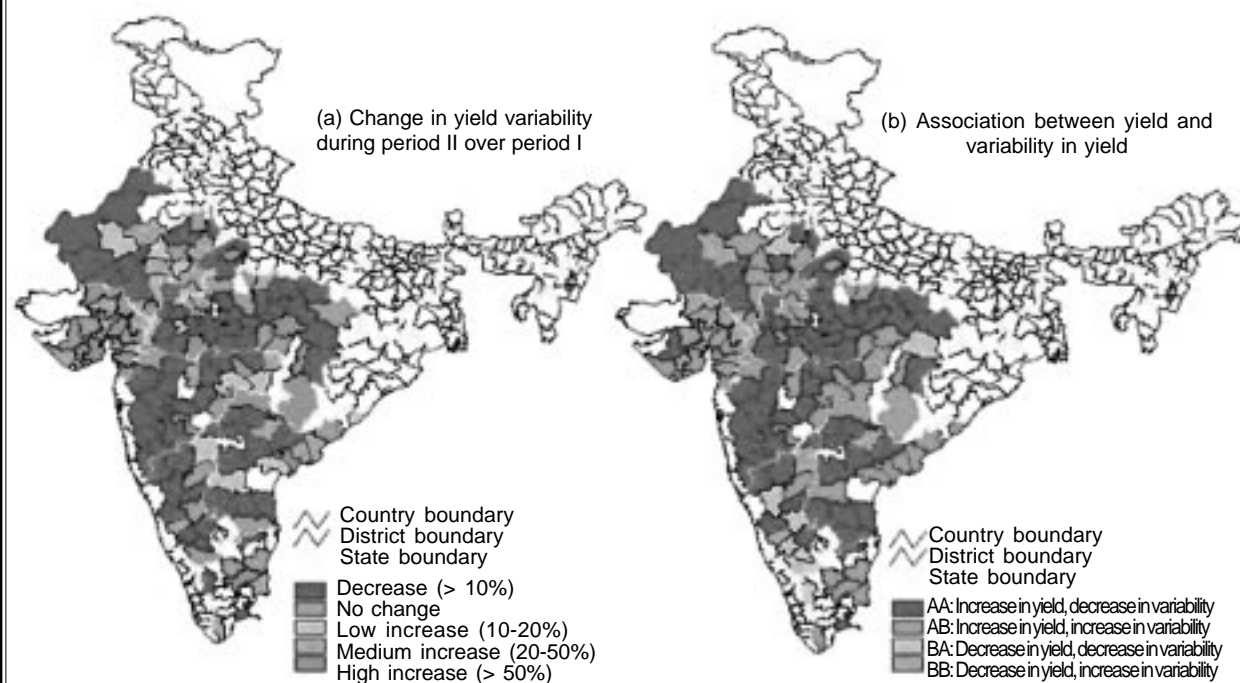 (a) Change in yield variability
during period II over period I
(b) Association between yield and
variability in yield
Country boundary
District boundary
State boundary
Decrease (> 10%)
No change
Low increase (10-20%)
Medium increase (20-50%)
High increase (> 50%)
Country boundary
District boundary
State boundary
AA: Increase in yield, decrease in variability
AB: Increase in yield, increase in variability
BA: Decrease in yield, decrease in variability
BB: Decrease in yield, increase in variability